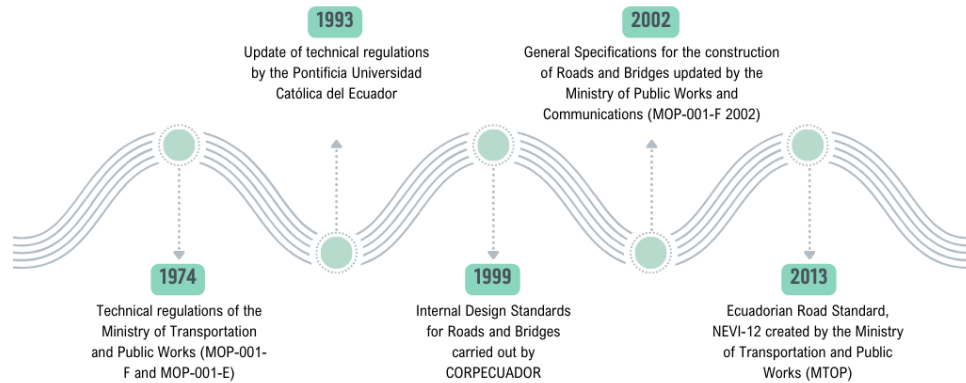 1993
Update of technical regulations
by the Pontificia Universidad
Católica del Ecuador
2002
General Specifications for the construction
of Roads and Bridges updated by the
Ministry of Public Works and
Communications (MOP-001-F 2002)
1974
Technical regulations of the
Ministry of Transportation
and Public Works (MOP-001-
F and MOP-001-E)
1999
Internal Design Standards
for Roads and Bridges
carried out by
CORPECUADOR
2013
Ecuadorian Road Standard,
NEVI-12 created by the Ministry
of Transportation and Public
Works (MTOP)